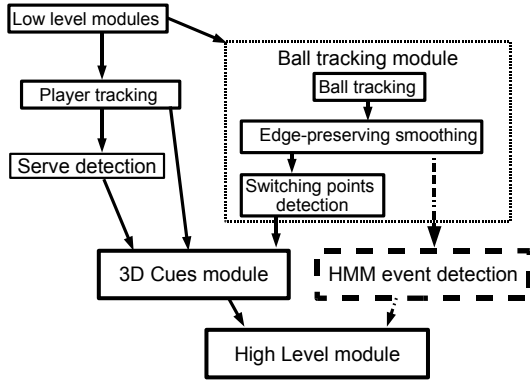 Low level modules
Ball tracking module
Ball tracking
Player tracking
Edge-preserving smoothing
Serve detection
Switching points
detection
3D Cues module
HMM event detection
High Level module